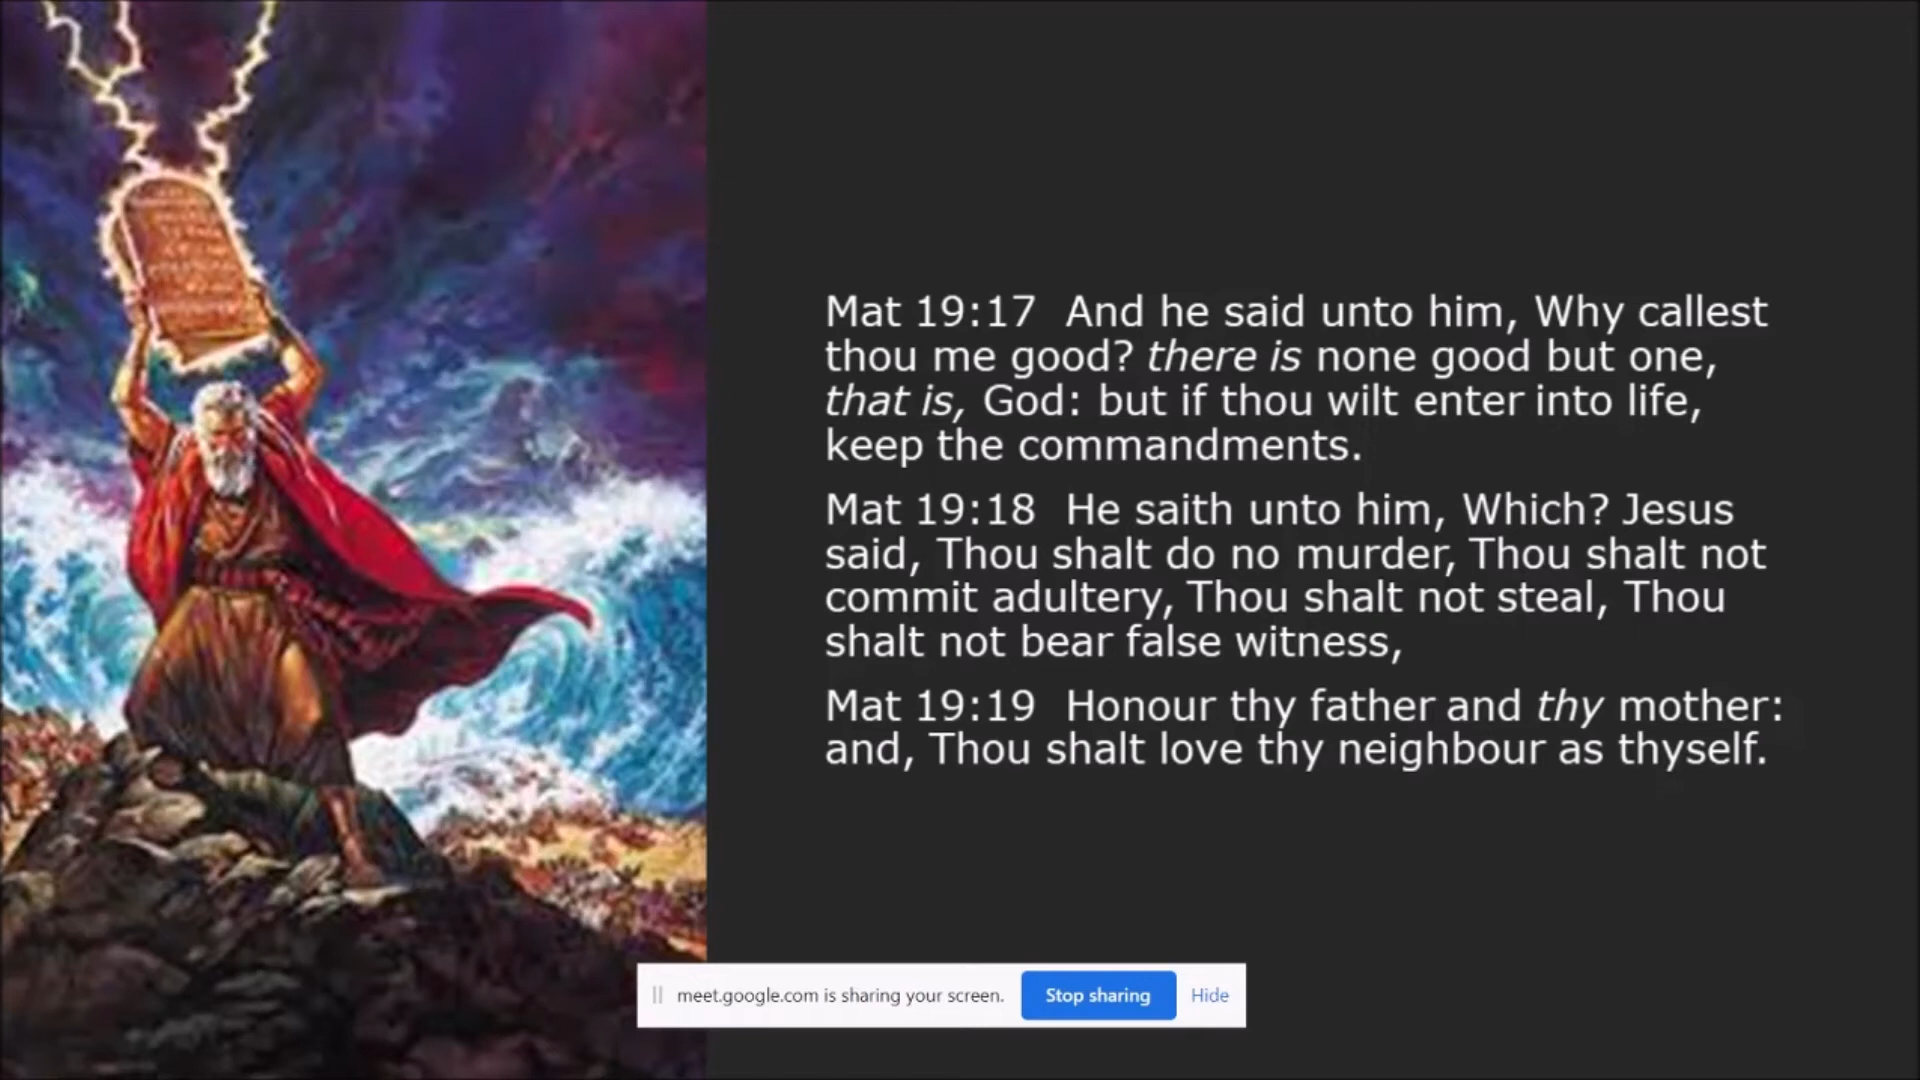 Mat 19:17 And he said unto him, Why callest
thou me good? there is none good but one,
that is, God: but if thou wilt enter into life,
keep the commandments.
Mat 19:18 He saith unto him, Which? Jesus
said, Thou shalt do no murder, Thou shalt not
commit adultery, Thou shalt not steal, Thou
shalt not bear false witness,
Mat 19:19 Honour thy father and thy mother:
and, Thou shalt love thy neighbour as thyself.
meet.google.com is sharing your screen. Stop sharing Hide